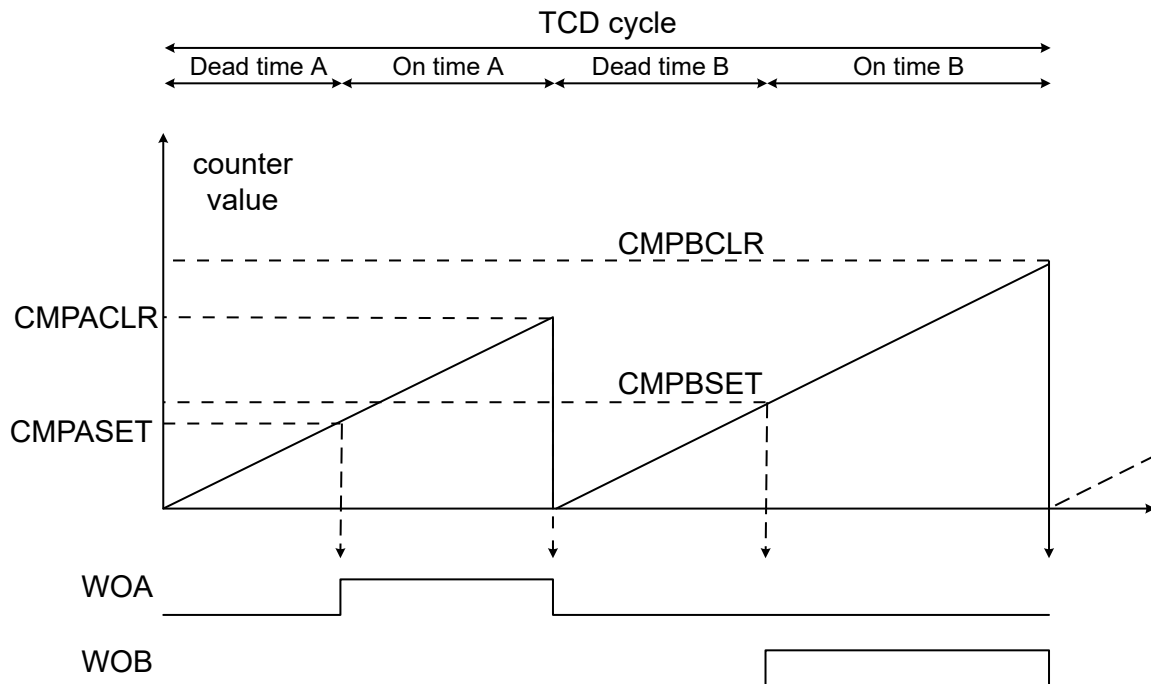 TCD cycle
Dead time A
On time A
Dead time B
On time B
counter
value
CMPBCLR
CMPACLR
CMPBSET
CMPASET
WOA
WOB